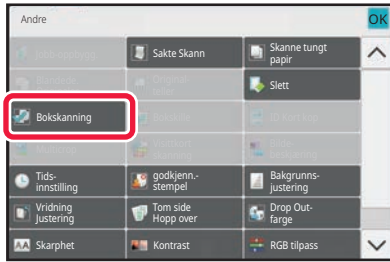 Andre
OK
Sakte Skann
Skanne tungt
papir
Slett
Bokskanning
Tids-
innstilling
godkjenn.-
stempel
Bakgrunns-
justering
Vridning
Justering
Tom side
Hopp over
Drop Out-
farge
Skarphet
Kontrast
RGB tilpass